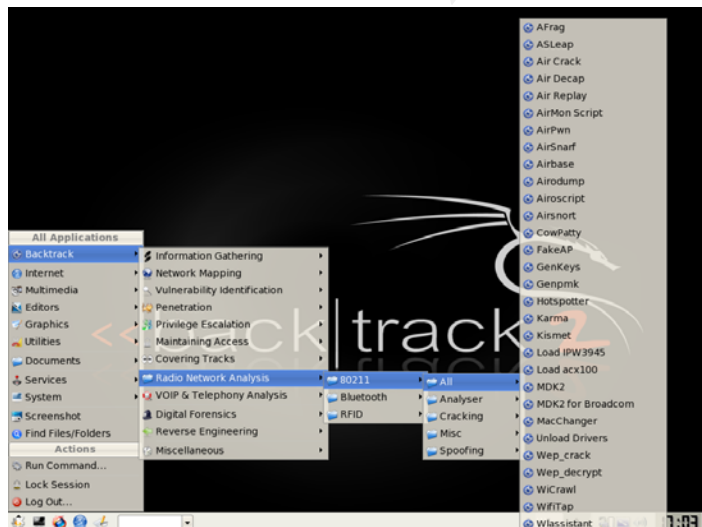 All Applications
Backtrack
Internet
Multimedia
Editors
Graphics
Utilities
Documents
Services
System
Screenshot
Find Files/Folders
Actions
Run Command...
Lock Session
Log Out...
Information Gathering
Network Mapping
Vulnerability Identification
Penetration
Privilege Escalation
Maintaining Access
Covering Tracks
Radio Network Analysis
VOIP & Telephony Analysis
Digital Forensics
Reverse Engineering
Miscellaneous
80211
Bluetooth
RFID
All
Analyser
Cracking
Misc
Spoofing
AFrag
ASLeap
Air Crack
Air Decap
Air Replay
AirMon Script
AirPwn
AirSnarf
Airbase
Airodump
Airoscript
Airsnort
CowPatty
FakeAP
GenKeys
Genpmk
Hotspotter
Karma
Kismet
Load IPW3945
Load acx100
MDK2
MDK2 for Broadcom
MacChanger
Unload Drivers
Wep_crack
Wep_decrypt
WiCrawl
WifiTap
Wlassistant
<<back|track 2